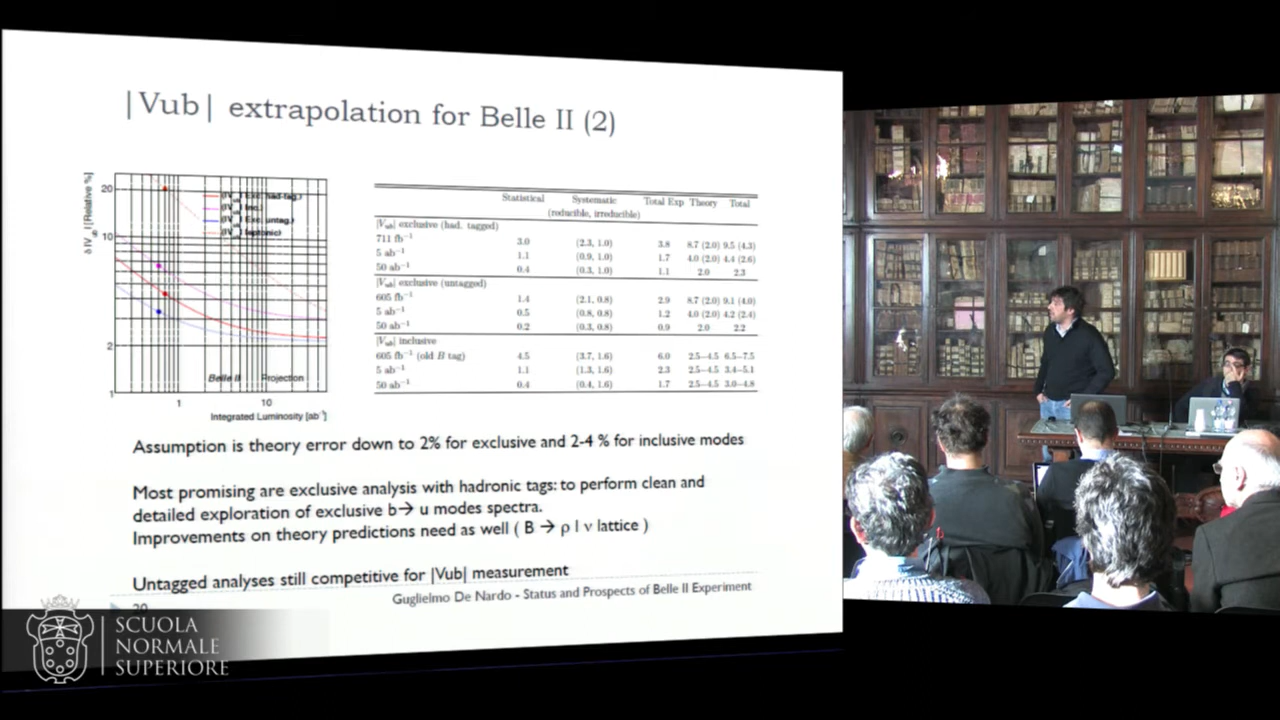 |Vub| extrapolation for Belle II (2)
20
10
2
1
1
10
δ |V_ub| [Relative %]
Belle II Projection
Integrated Luminosity [ab⁻¹]
Statistical Systematic Total Exp Theory Total
(reducible, irreducible)
|V_ub| exclusive (had. tagged)
711 fb⁻¹ 3.0 (2.3, 1.0) 3.8 8.7 (2.0) 9.5 (4.3)
5 ab⁻¹ 1.1 (0.9, 1.0) 1.7 4.0 (2.0) 4.4 (2.6)
50 ab⁻¹ 0.4 (0.3, 1.0) 1.1 2.0 2.3
|V_ub| exclusive (untagged)
605 fb⁻¹ 1.4 (2.1, 0.8) 2.9 8.7 (2.0) 9.1 (4.0)
5 ab⁻¹ 0.5 (0.8, 0.8) 1.2 4.0 (2.0) 4.2 (2.4)
50 ab⁻¹ 0.2 (0.3, 0.8) 0.9 2.0 2.2
|V_ub| inclusive
605 fb⁻¹ (old B tag) 4.5 (3.7, 1.6) 6.0 2.5–4.5 6.5–7.5
5 ab⁻¹ 1.1 (1.3, 1.6) 2.3 2.5–4.5 3.4–5.1
50 ab⁻¹ 0.4 (0.4, 1.6) 1.7 2.5–4.5 3.0–4.8
Assumption is theory error down to 2% for exclusive and 2-4 % for inclusive modes
Most promising are exclusive analysis with hadronic tags: to perform clean and
detailed exploration of exclusive b→ u modes spectra.
Improvements on theory predictions need as well ( B → ρ l ν lattice )
Untagged analyses still competitive for |Vub| measurement
Guglielmo De Nardo - Status and Prospects of Belle II Experiment
20
SCUOLA
NORMALE
SUPERIORE